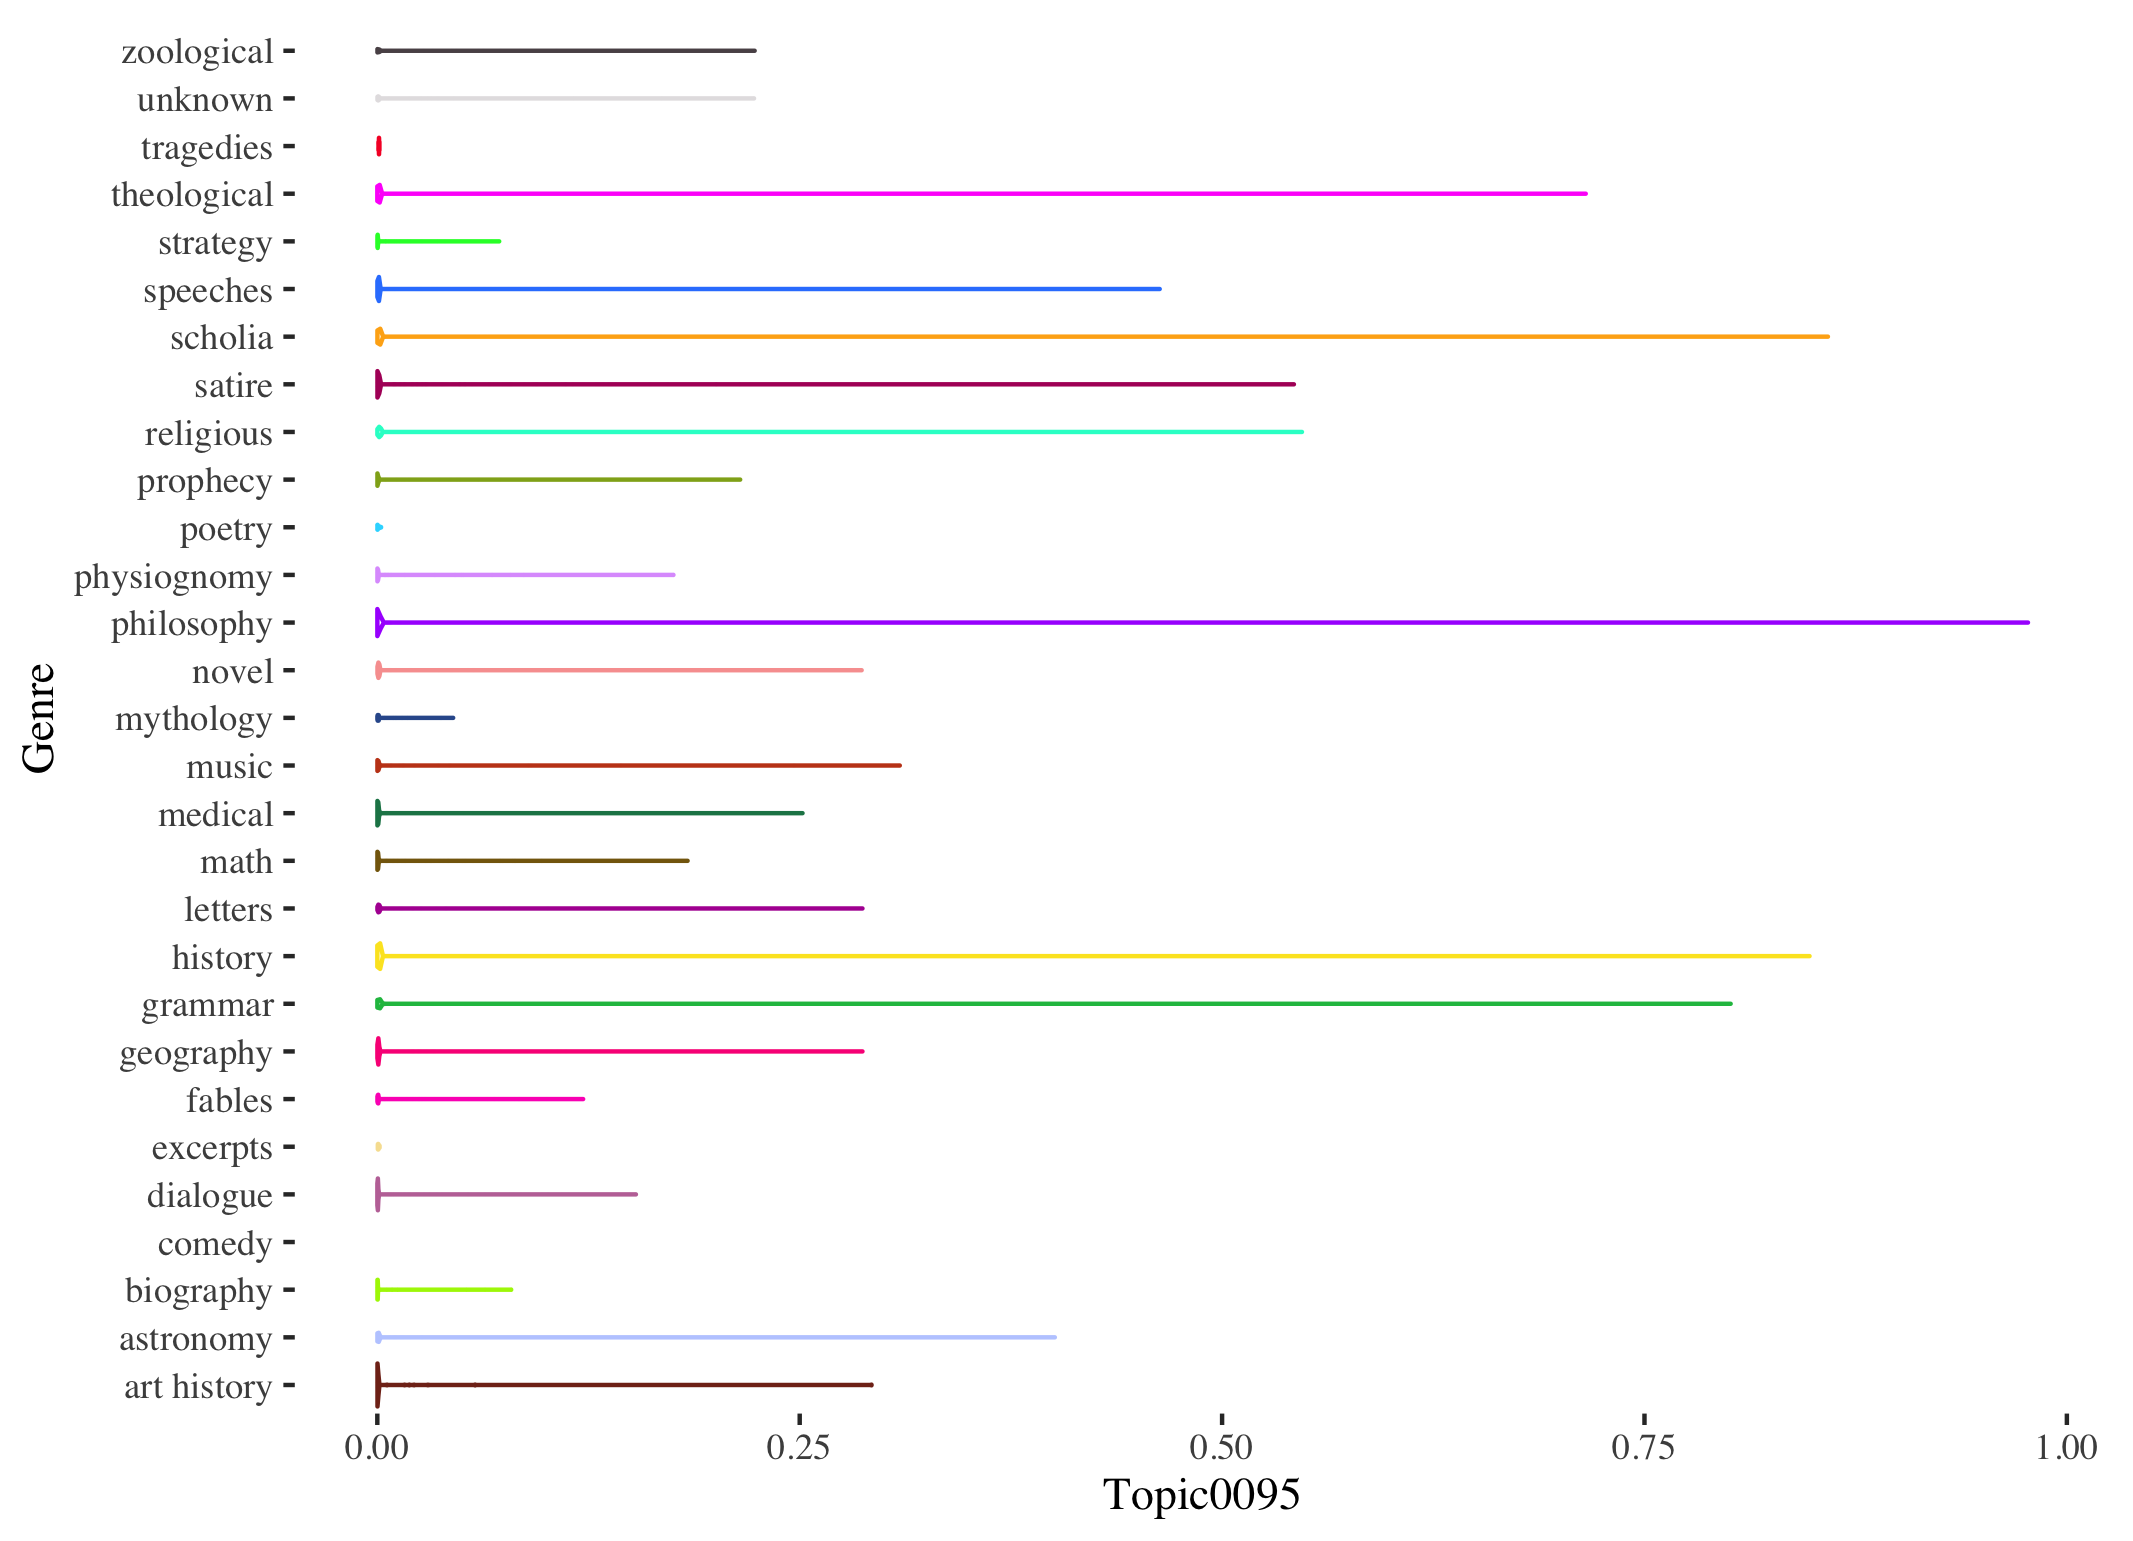 zoological
unknown
tragedies
theological
strategy
speeches
scholia
satire
religious
prophecy
poetry
physiognomy
philosophy
novel
mythology
music
medical
math
letters
history
grammar
geography
fables
excerpts
dialogue
comedy
biography
astronomy
art history
Genre
0.00 0.25 0.50 0.75 1.00
Topic0095